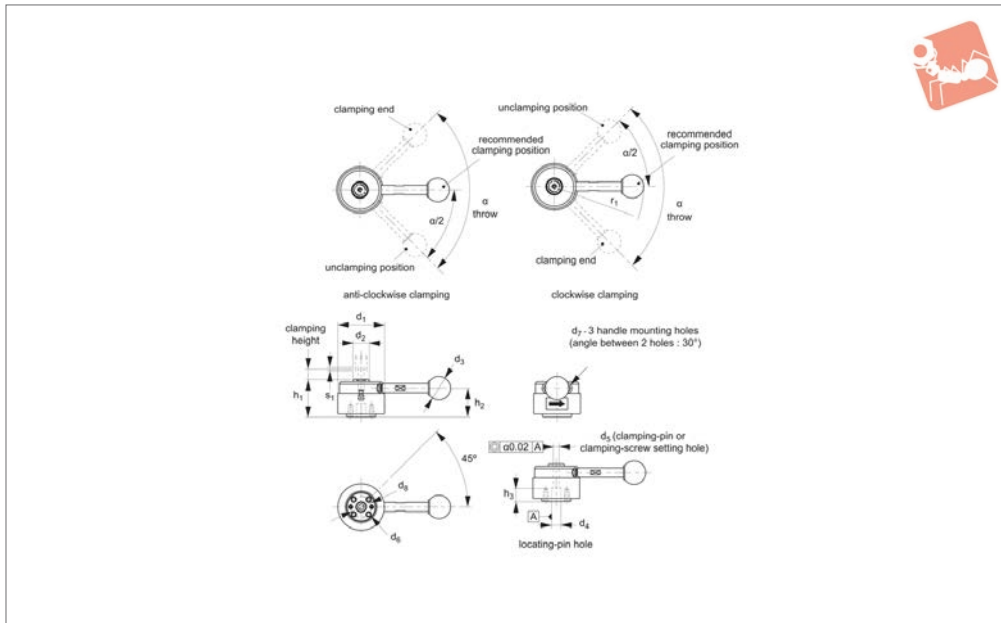 clamping end
recommended
clamping position
α/2
α
throw
unclamping position
anti-clockwise clamping
unclamping position
recommended
clamping position
α/2
r₁
α
throw
clamping end
clockwise clamping
d₁
d₂
clamping
height
d₃
s₁
h₁
h₂
d₇ - 3 handle mounting holes
(angle between 2 holes : 30°)
45º
d₈
d₆
α0.02 A
d₅ (clamping-pin or
clamping-screw setting hole)
h₃
A
d₄
locating-pin hole